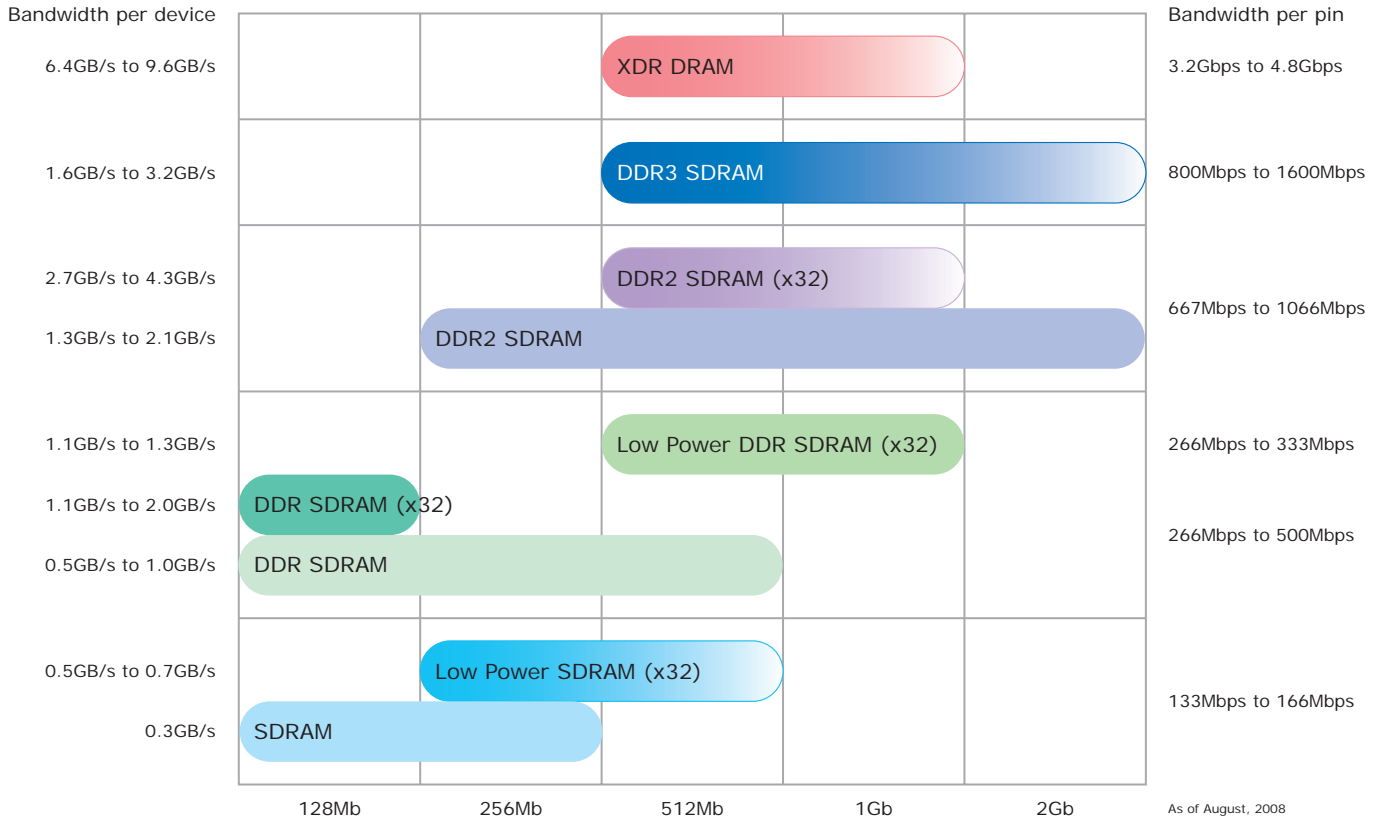 Bandwidth per device
Bandwidth per pin
6.4GB/s to 9.6GB/s
XDR DRAM
3.2Gbps to 4.8Gbps
1.6GB/s to 3.2GB/s
DDR3 SDRAM
800Mbps to 1600Mbps
2.7GB/s to 4.3GB/s
DDR2 SDRAM (x32)
667Mbps to 1066Mbps
1.3GB/s to 2.1GB/s
DDR2 SDRAM
1.1GB/s to 1.3GB/s
Low Power DDR SDRAM (x32)
266Mbps to 333Mbps
1.1GB/s to 2.0GB/s
DDR SDRAM (x32)
266Mbps to 500Mbps
0.5GB/s to 1.0GB/s
DDR SDRAM
0.5GB/s to 0.7GB/s
Low Power SDRAM (x32)
133Mbps to 166Mbps
0.3GB/s
SDRAM
128Mb
256Mb
512Mb
1Gb
2Gb
As of August, 2008